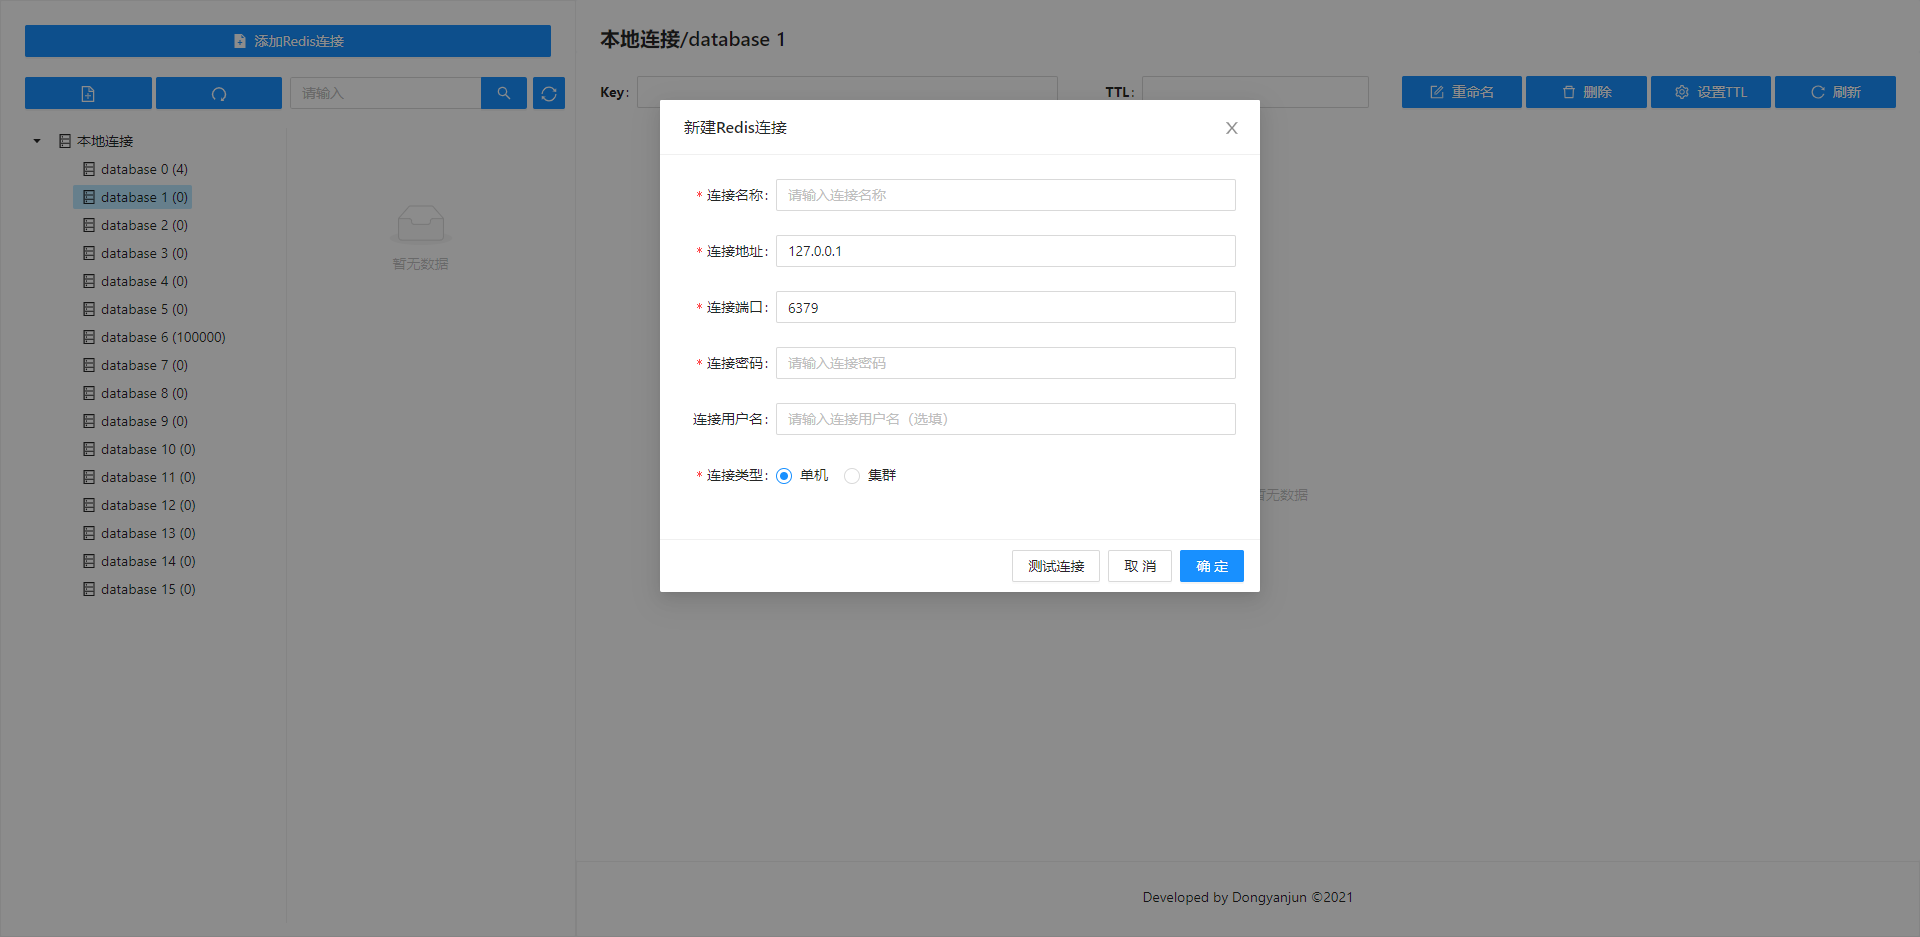 添加Redis连接
请输入
本地连接
database 0 (4)
database 1 (0)
database 2 (0)
database 3 (0)
database 4 (0)
database 5 (0)
database 6 (100000)
database 7 (0)
database 8 (0)
database 9 (0)
database 10 (0)
database 11 (0)
database 12 (0)
database 13 (0)
database 14 (0)
database 15 (0)
暂无数据
本地连接/database 1
Key:
TTL:
重命名
删除
设置TTL
刷新
新建Redis连接
* 连接名称: 请输入连接名称
* 连接地址: 127.0.0.1
* 连接端口: 6379
* 连接密码: 请输入连接密码
连接用户名: 请输入连接用户名（选填）
* 连接类型: 单机 集群
测试连接 取 消 确 定
暂无数据
Developed by Dongyanjun ©2021